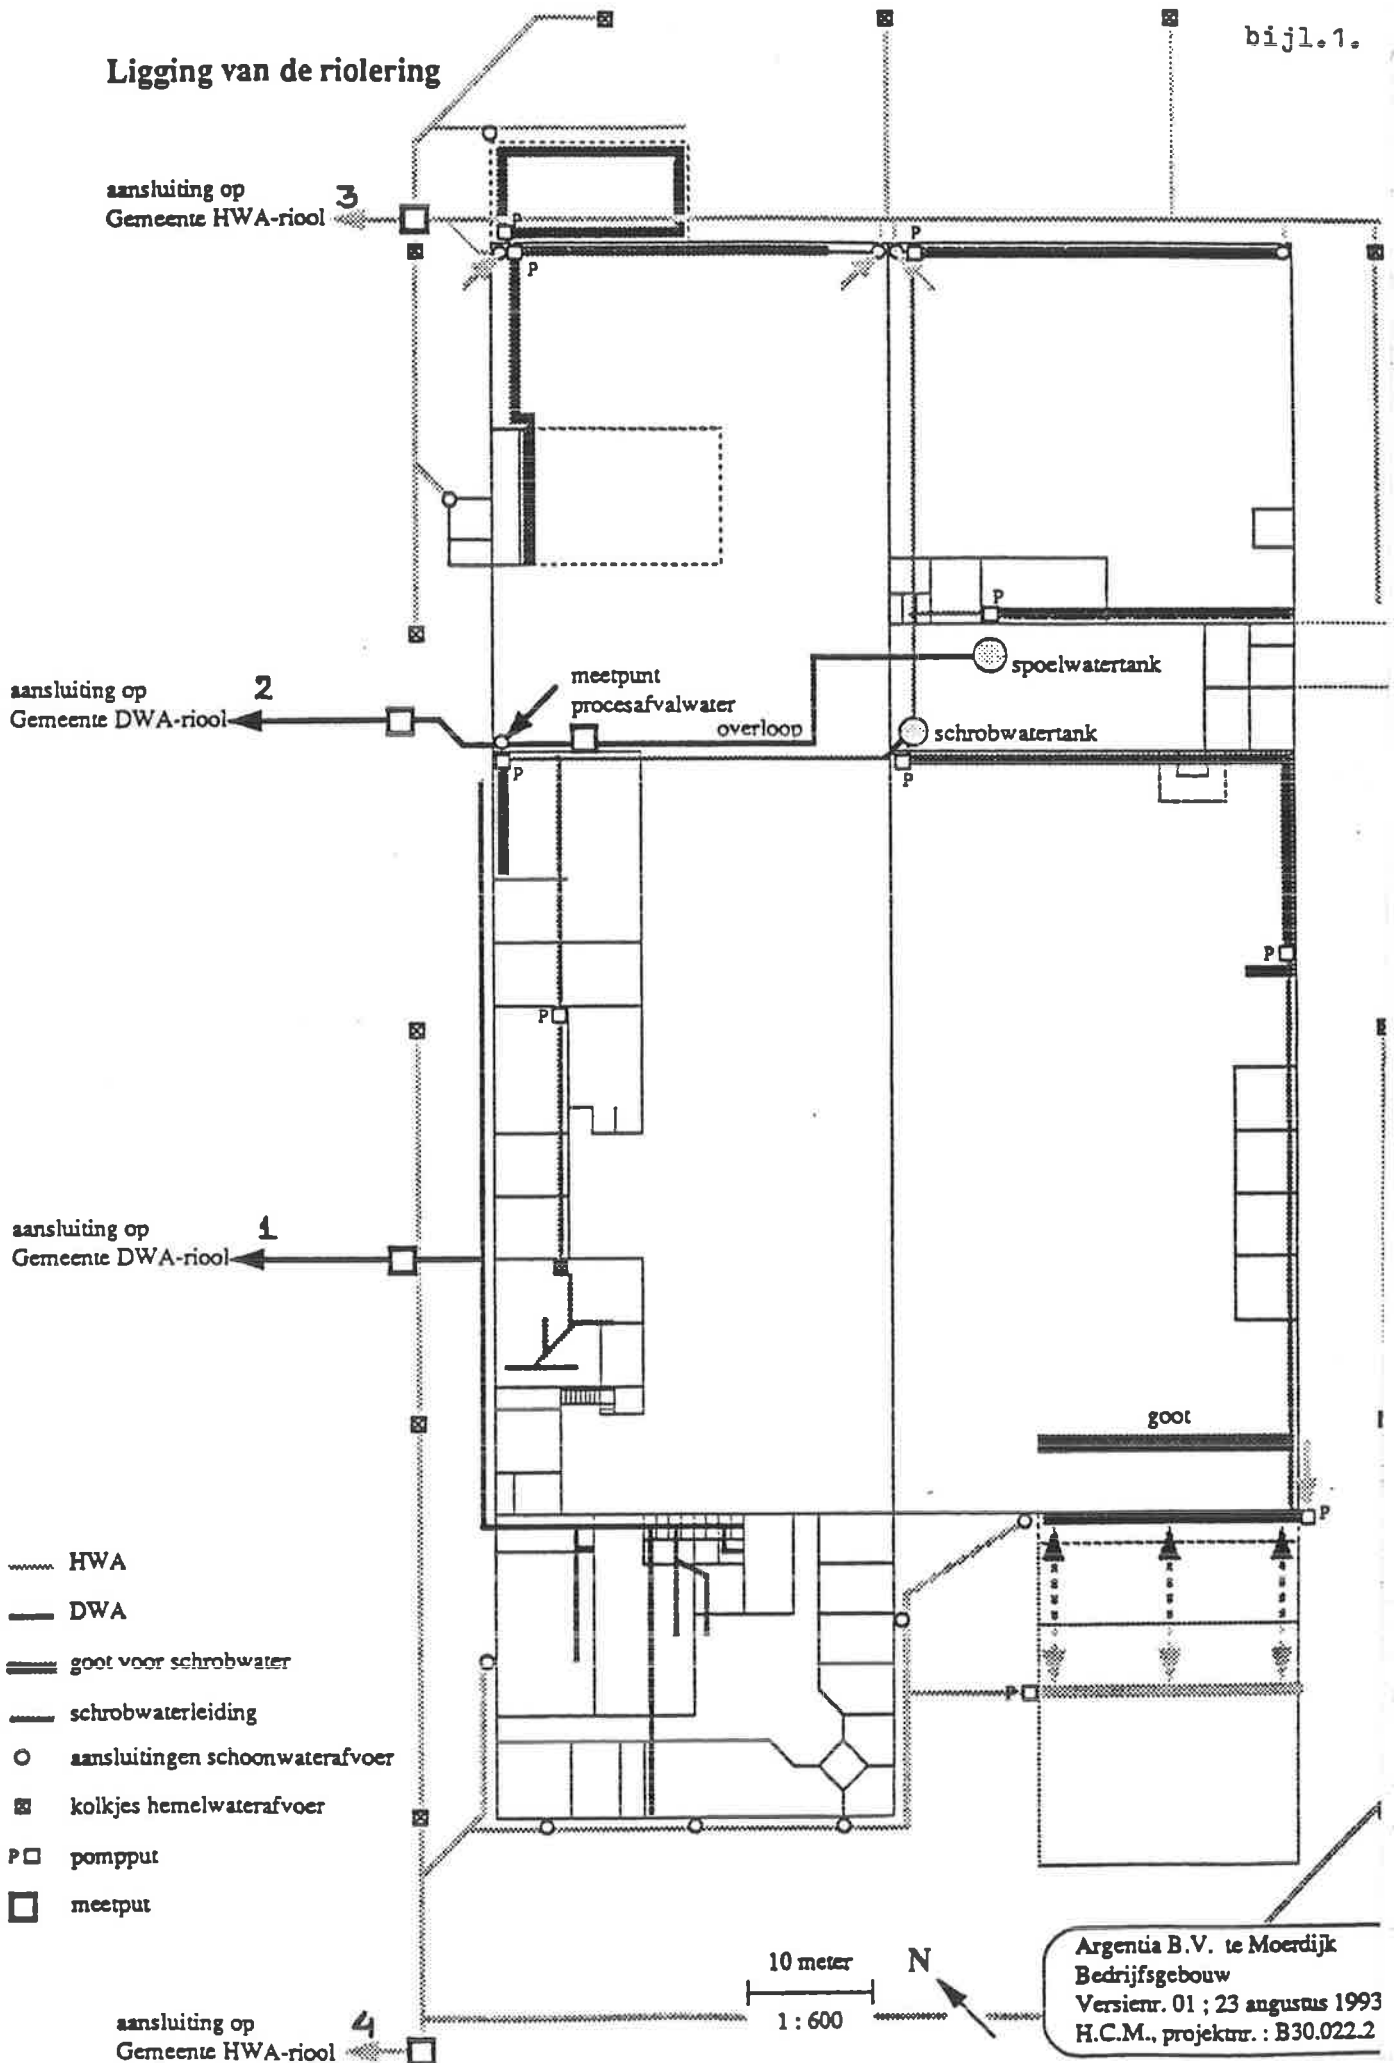 bijl.1.
Ligging van de riolering
aansluiting op 3
Gemeente HWA-riool
P
P
P
P
aansluiting op 2
Gemeente DWA-riool
meetpunt
procesafvalwater
overloop
spoelwatertank
schrobwatertank
P
P
P
P
aansluiting op 1
Gemeente DWA-riool
goot
P
P
HWA
DWA
goot voor schrobwater
schrobwaterleiding
aansluitingen schoonwaterafvoer
kolkjes hemelwaterafvoer
P pompput
meetput
10 meter
N
1 : 600
Argentia B.V. te Moerdijk
Bedrijfsgebouw
Versienr. 01 ; 23 augustus 1993
H.C.M., projektnr. : B30.022.2
aansluiting op 4
Gemeente HWA-riool